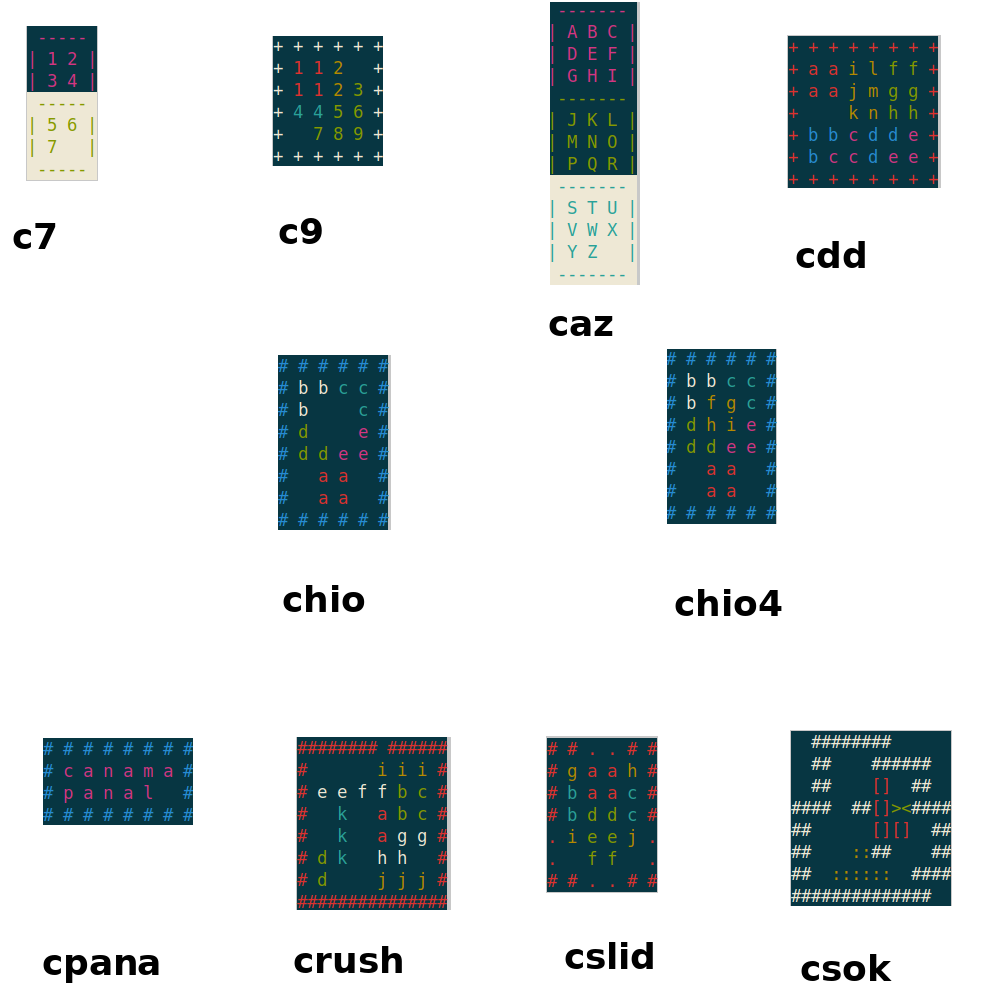 -----
| 1 2 |
| 3 4 |
-----
| 5 6 |
| 7   |
-----
c7
+ + + + + +
+ 1 1 2   +
+ 1 1 2 3 +
+ 4 4 5 6 +
+   7 8 9 +
+ + + + + +
c9
-------
| A B C |
| D E F |
| G H I |
-------
| J K L |
| M N O |
| P Q R |
-------
| S T U |
| V W X |
| Y Z   |
-------
caz
+ + + + + + + +
+ a a i l f f +
+ a a j m g g +
+     k n h h +
+ b b c d d e +
+ b c c d e e +
+ + + + + + + +
cdd
# # # # # #
# b b c c #
# b     c #
# d     e #
# d d e e #
#   a a   #
#   a a   #
# # # # # #
chio
# # # # # #
# b b c c #
# b f g c #
# d h i e #
# d d e e #
#   a a   #
#   a a   #
# # # # # #
chio4
# # # # # # # #
# c a n a m a #
# p a n a l   #
# # # # # # # #
cpana
######## ######
#       i i i #
# e e f f b c #
#   k   a b c #
#   k   a g g #
# d k   h h   #
# d     j j j #
###############
crush
# # . . # #
# g a a h #
# b a a c #
# b d d c #
. i e e j .
.   f f   .
# # . . # #
cslid
  ########
  ##    ######
  ##    []  ##
####  ##[]><####
##      [][]  ##
##    ::##    ##
##  ::::::  ####
##############
csok